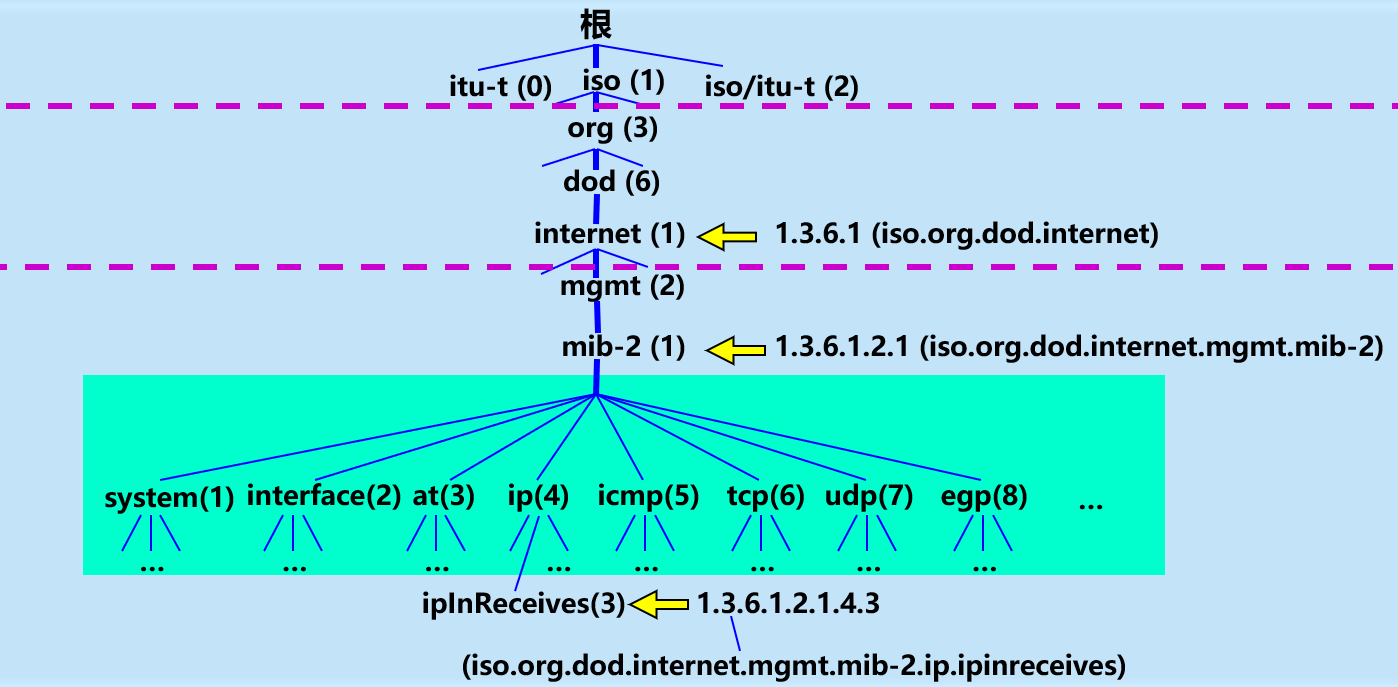 根
itu-t (0) iso (1) iso/itu-t (2)
org (3)
dod (6)
internet (1) 1.3.6.1 (iso.org.dod.internet)
mgmt (2)
mib-2 (1) 1.3.6.1.2.1 (iso.org.dod.internet.mgmt.mib-2)
system(1) interface(2) at(3) ip(4) icmp(5) tcp(6) udp(7) egp(8) ...
... ... ... ... ... ... ... ...
ipInReceives(3) 1.3.6.1.2.1.4.3
(iso.org.dod.internet.mgmt.mib-2.ip.ipinreceives)